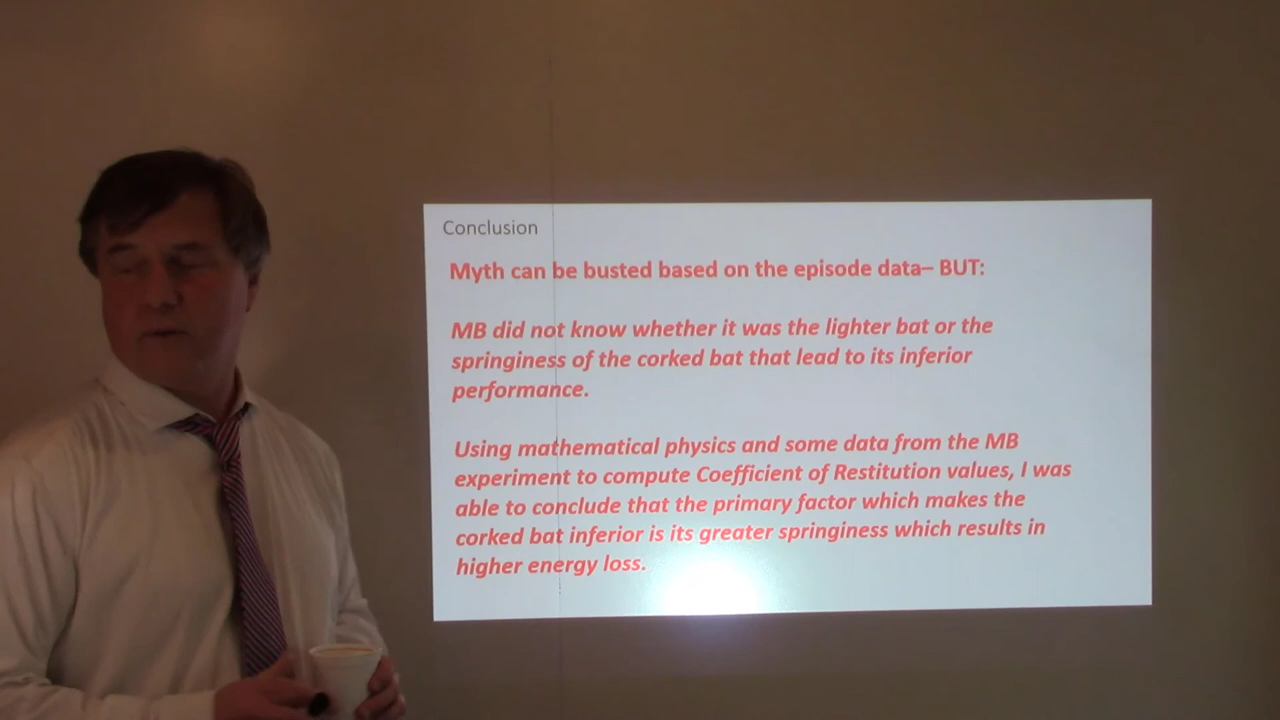 Conclusion
Myth can be busted based on the episode data– BUT:
MB did not know whether it was the lighter bat or the
springiness of the corked bat that lead to its inferior
performance.
Using mathematical physics and some data from the MB
experiment to compute Coefficient of Restitution values, I was
able to conclude that the primary factor which makes the
corked bat inferior is its greater springiness which results in
higher energy loss.